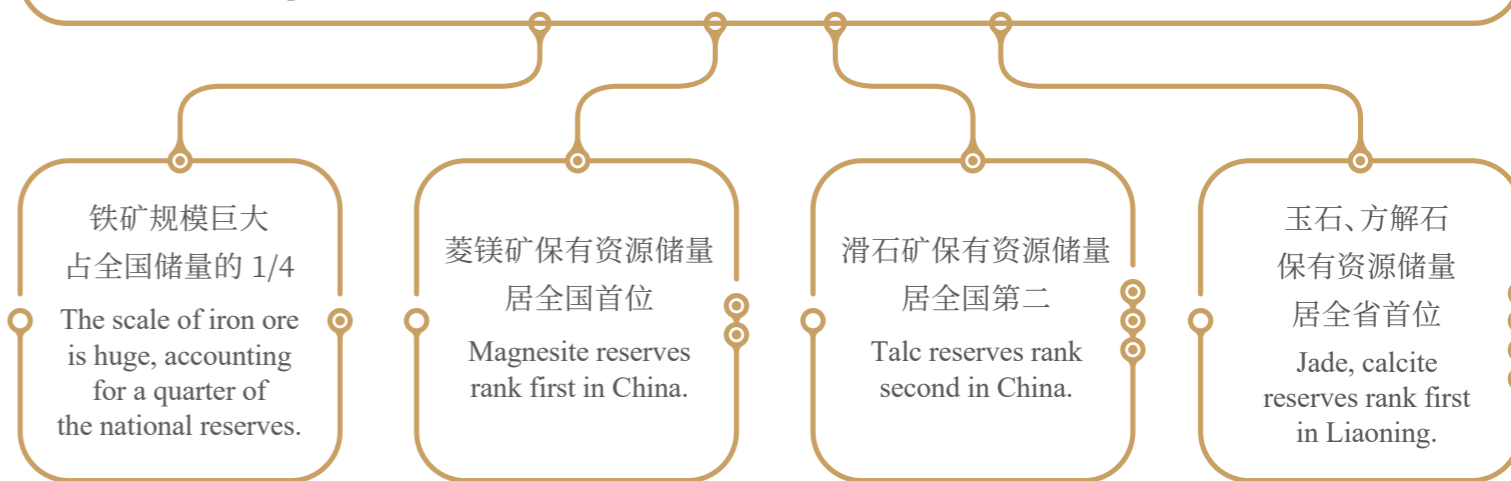 铁矿规模巨大
占全国储量的 1/4
The scale of iron ore
is huge, accounting
for a quarter of
the national reserves.
菱镁矿保有资源储量
居全国首位
Magnesite reserves
rank first in China.
滑石矿保有资源储量
居全国第二
Talc reserves rank
second in China.
玉石、方解石
保有资源储量
居全省首位
Jade, calcite
reserves rank first
in Liaoning.